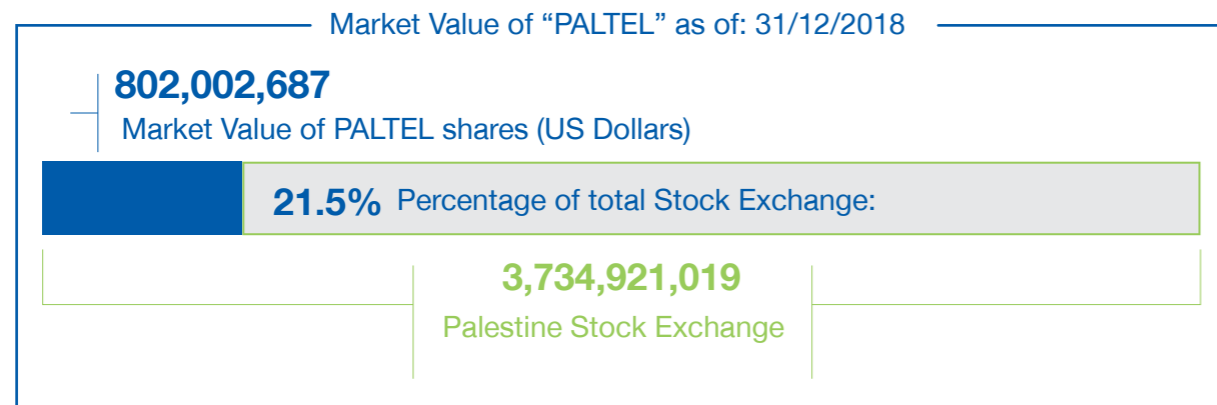 Market Value of “PALTEL” as of: 31/12/2018
802,002,687
Market Value of PALTEL shares (US Dollars)
21.5% Percentage of total Stock Exchange:
3,734,921,019
Palestine Stock Exchange